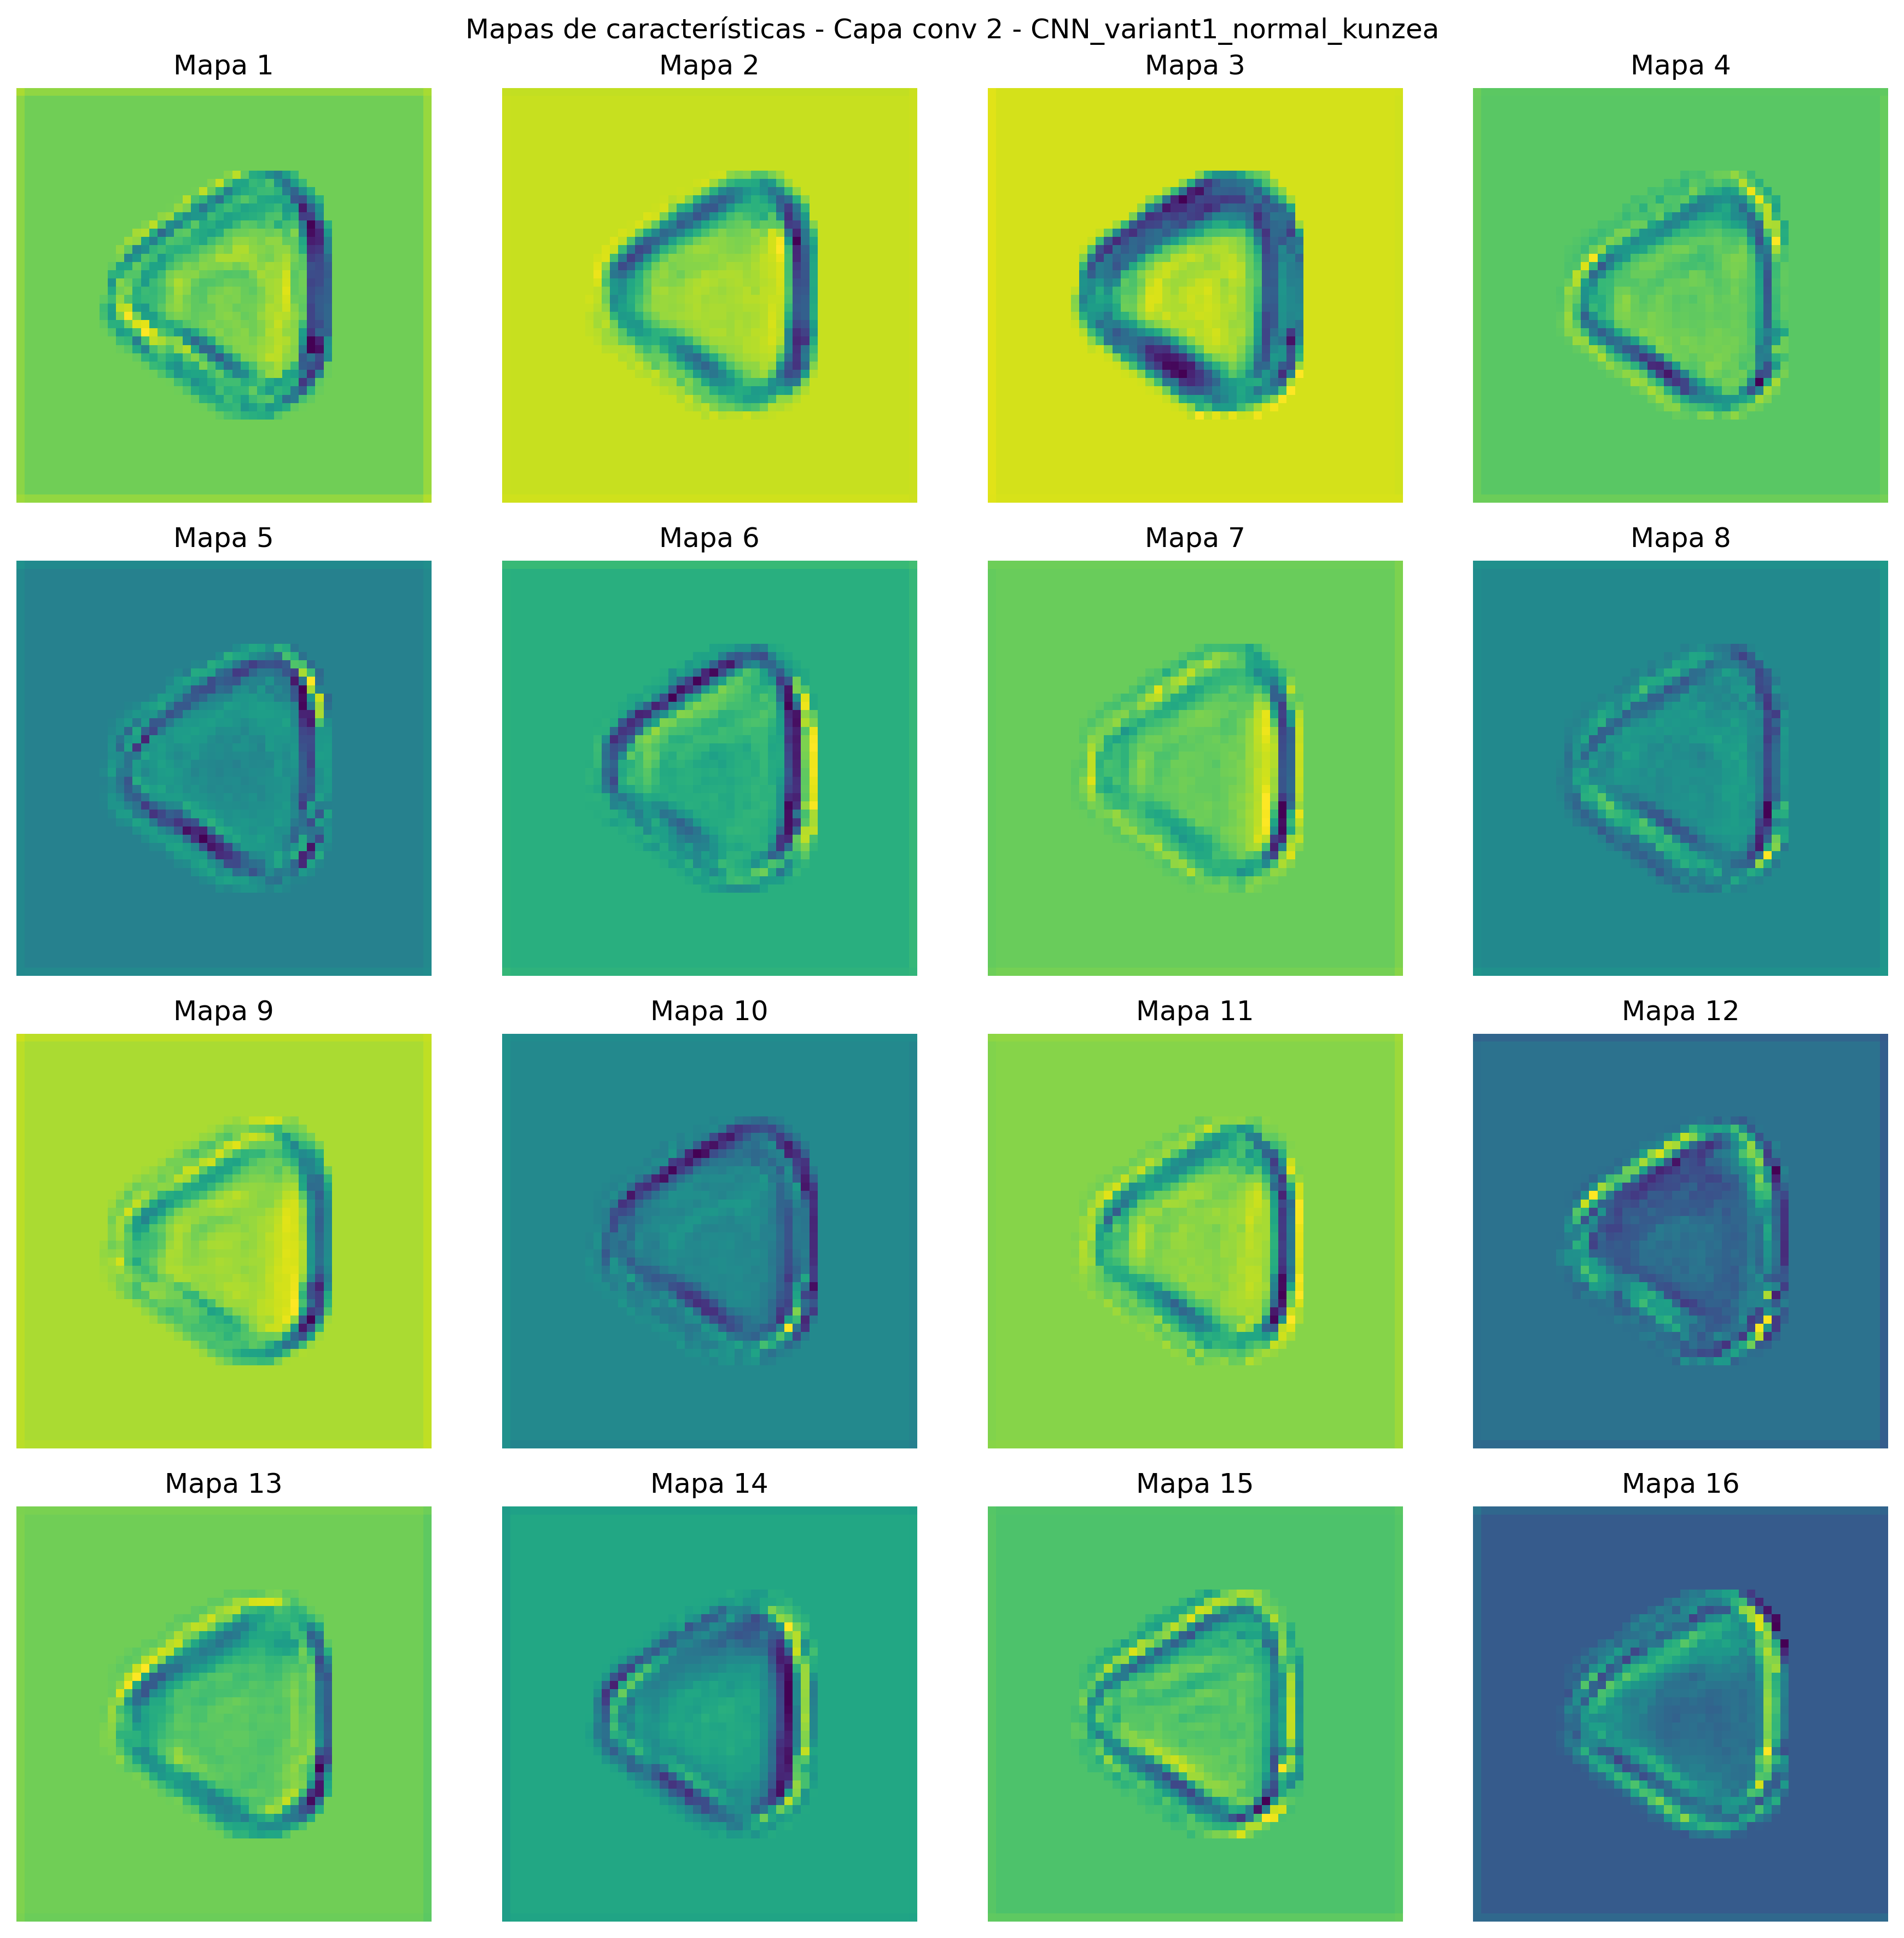 Mapas de características - Capa conv 2 - CNN_variant1_normal_kunzea
Mapa 1 Mapa 2 Mapa 3 Mapa 4
Mapa 5 Mapa 6 Mapa 7 Mapa 8
Mapa 9 Mapa 10 Mapa 11 Mapa 12
Mapa 13 Mapa 14 Mapa 15 Mapa 16